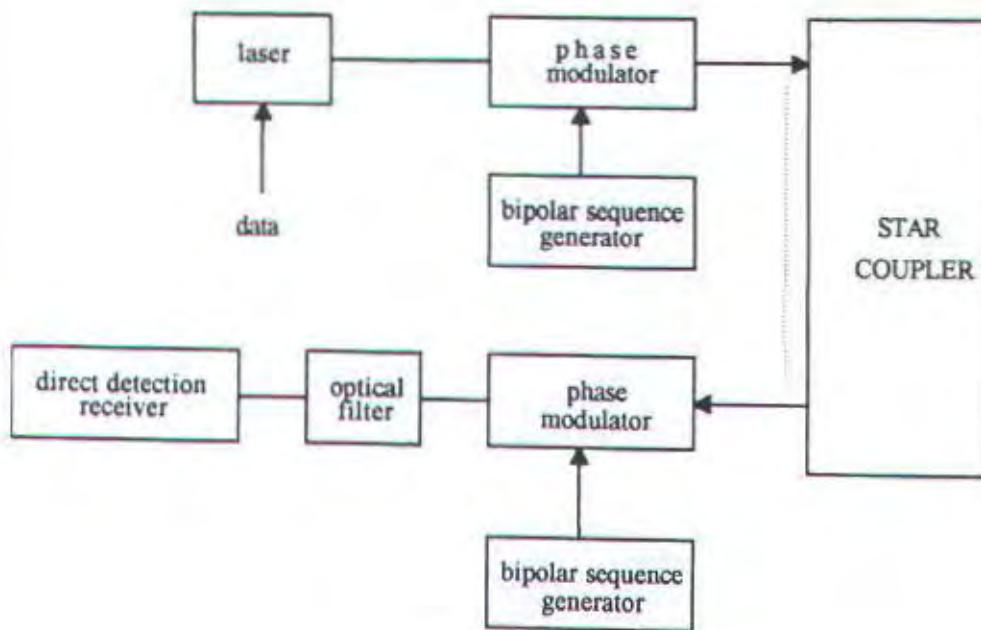 laser
phase
modulator
data
bipolar sequence
generator
STAR
COUPLER
direct detection
receiver
optical
filter
phase
modulator
bipolar sequence
generator